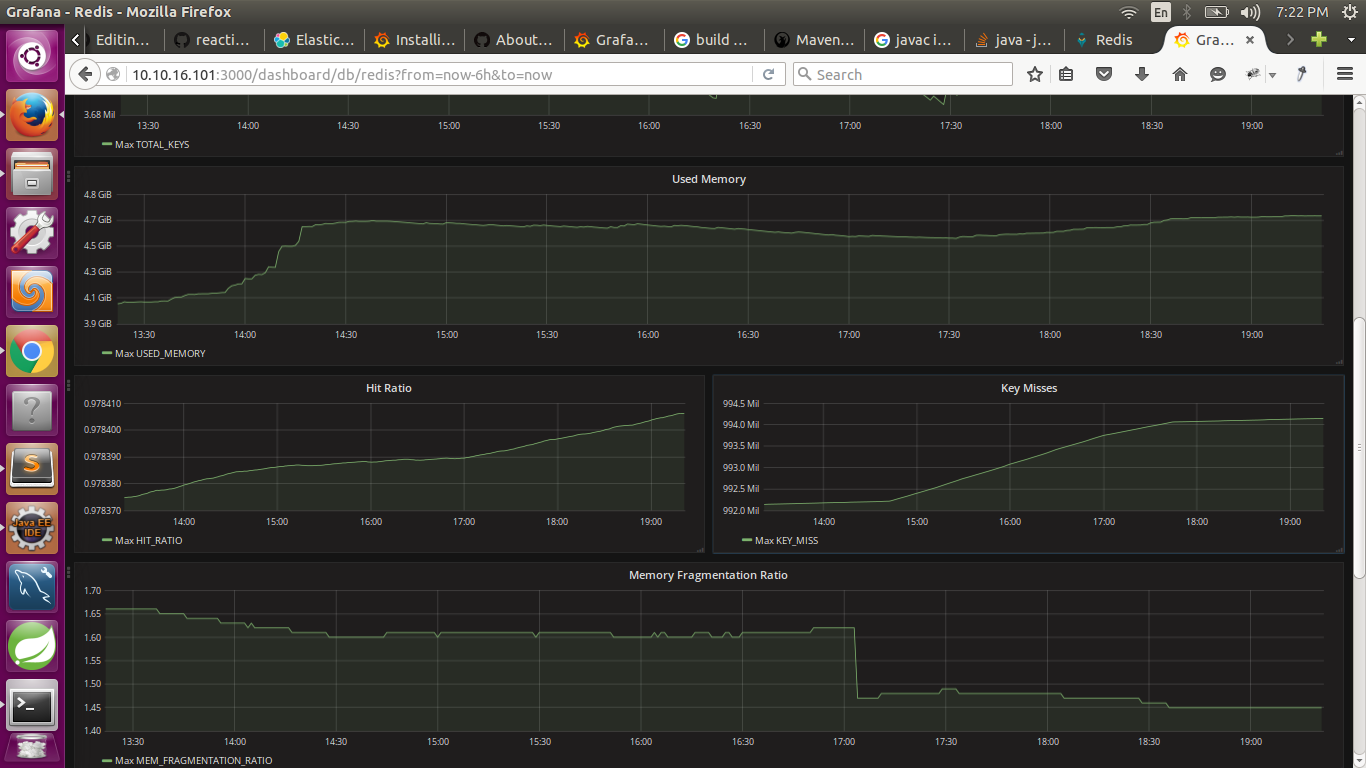 Grafana - Redis - Mozilla Firefox
En
7:22 PM
Editin...
reacti...
Elastic...
Installi...
About...
Grafa...
build ...
Maven...
javac i...
java - j...
Redis
Gra...
10.10.16.101:3000/dashboard/db/redis?from=now-6h&to=now
Search
3.68 Mil
13:30 14:00 14:30 15:00 15:30 16:00 16:30 17:00 17:30 18:00 18:30 19:00
Max TOTAL_KEYS
Used Memory
4.8 GiB
4.7 GiB
4.5 GiB
4.3 GiB
4.1 GiB
3.9 GiB
13:30 14:00 14:30 15:00 15:30 16:00 16:30 17:00 17:30 18:00 18:30 19:00
Max USED_MEMORY
Hit Ratio
0.978410
0.978400
0.978390
0.978380
0.978370
14:00 15:00 16:00 17:00 18:00 19:00
Max HIT_RATIO
Key Misses
994.5 Mil
994.0 Mil
993.5 Mil
993.0 Mil
992.5 Mil
992.0 Mil
14:00 15:00 16:00 17:00 18:00 19:00
Max KEY_MISS
Memory Fragmentation Ratio
1.70
1.65
1.60
1.55
1.50
1.45
1.40
13:30 14:00 14:30 15:00 15:30 16:00 16:30 17:00 17:30 18:00 18:30 19:00
Max MEM_FRAGMENTATION_RATIO
Java EE
IDE